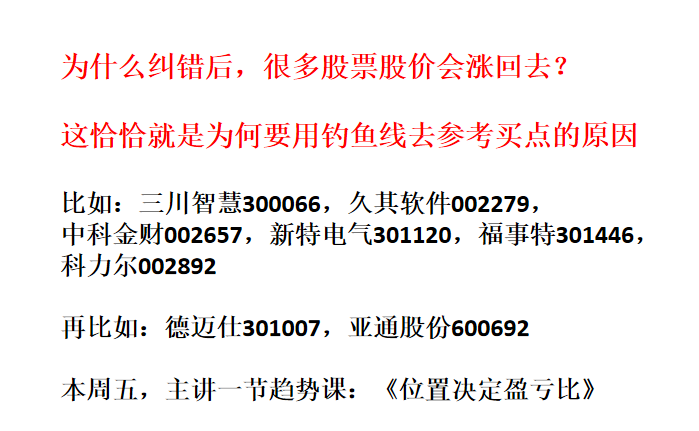 为什么纠错后，很多股票股价会涨回去？
这恰恰就是为何要用钓鱼线去参考买点的原因
比如：三川智慧300066，久其软件002279，
中科金财002657，新特电气301120，福事特301446，
科力尔002892
再比如：德迈仕301007，亚通股份600692
本周五，主讲一节趋势课：《位置决定盈亏比》